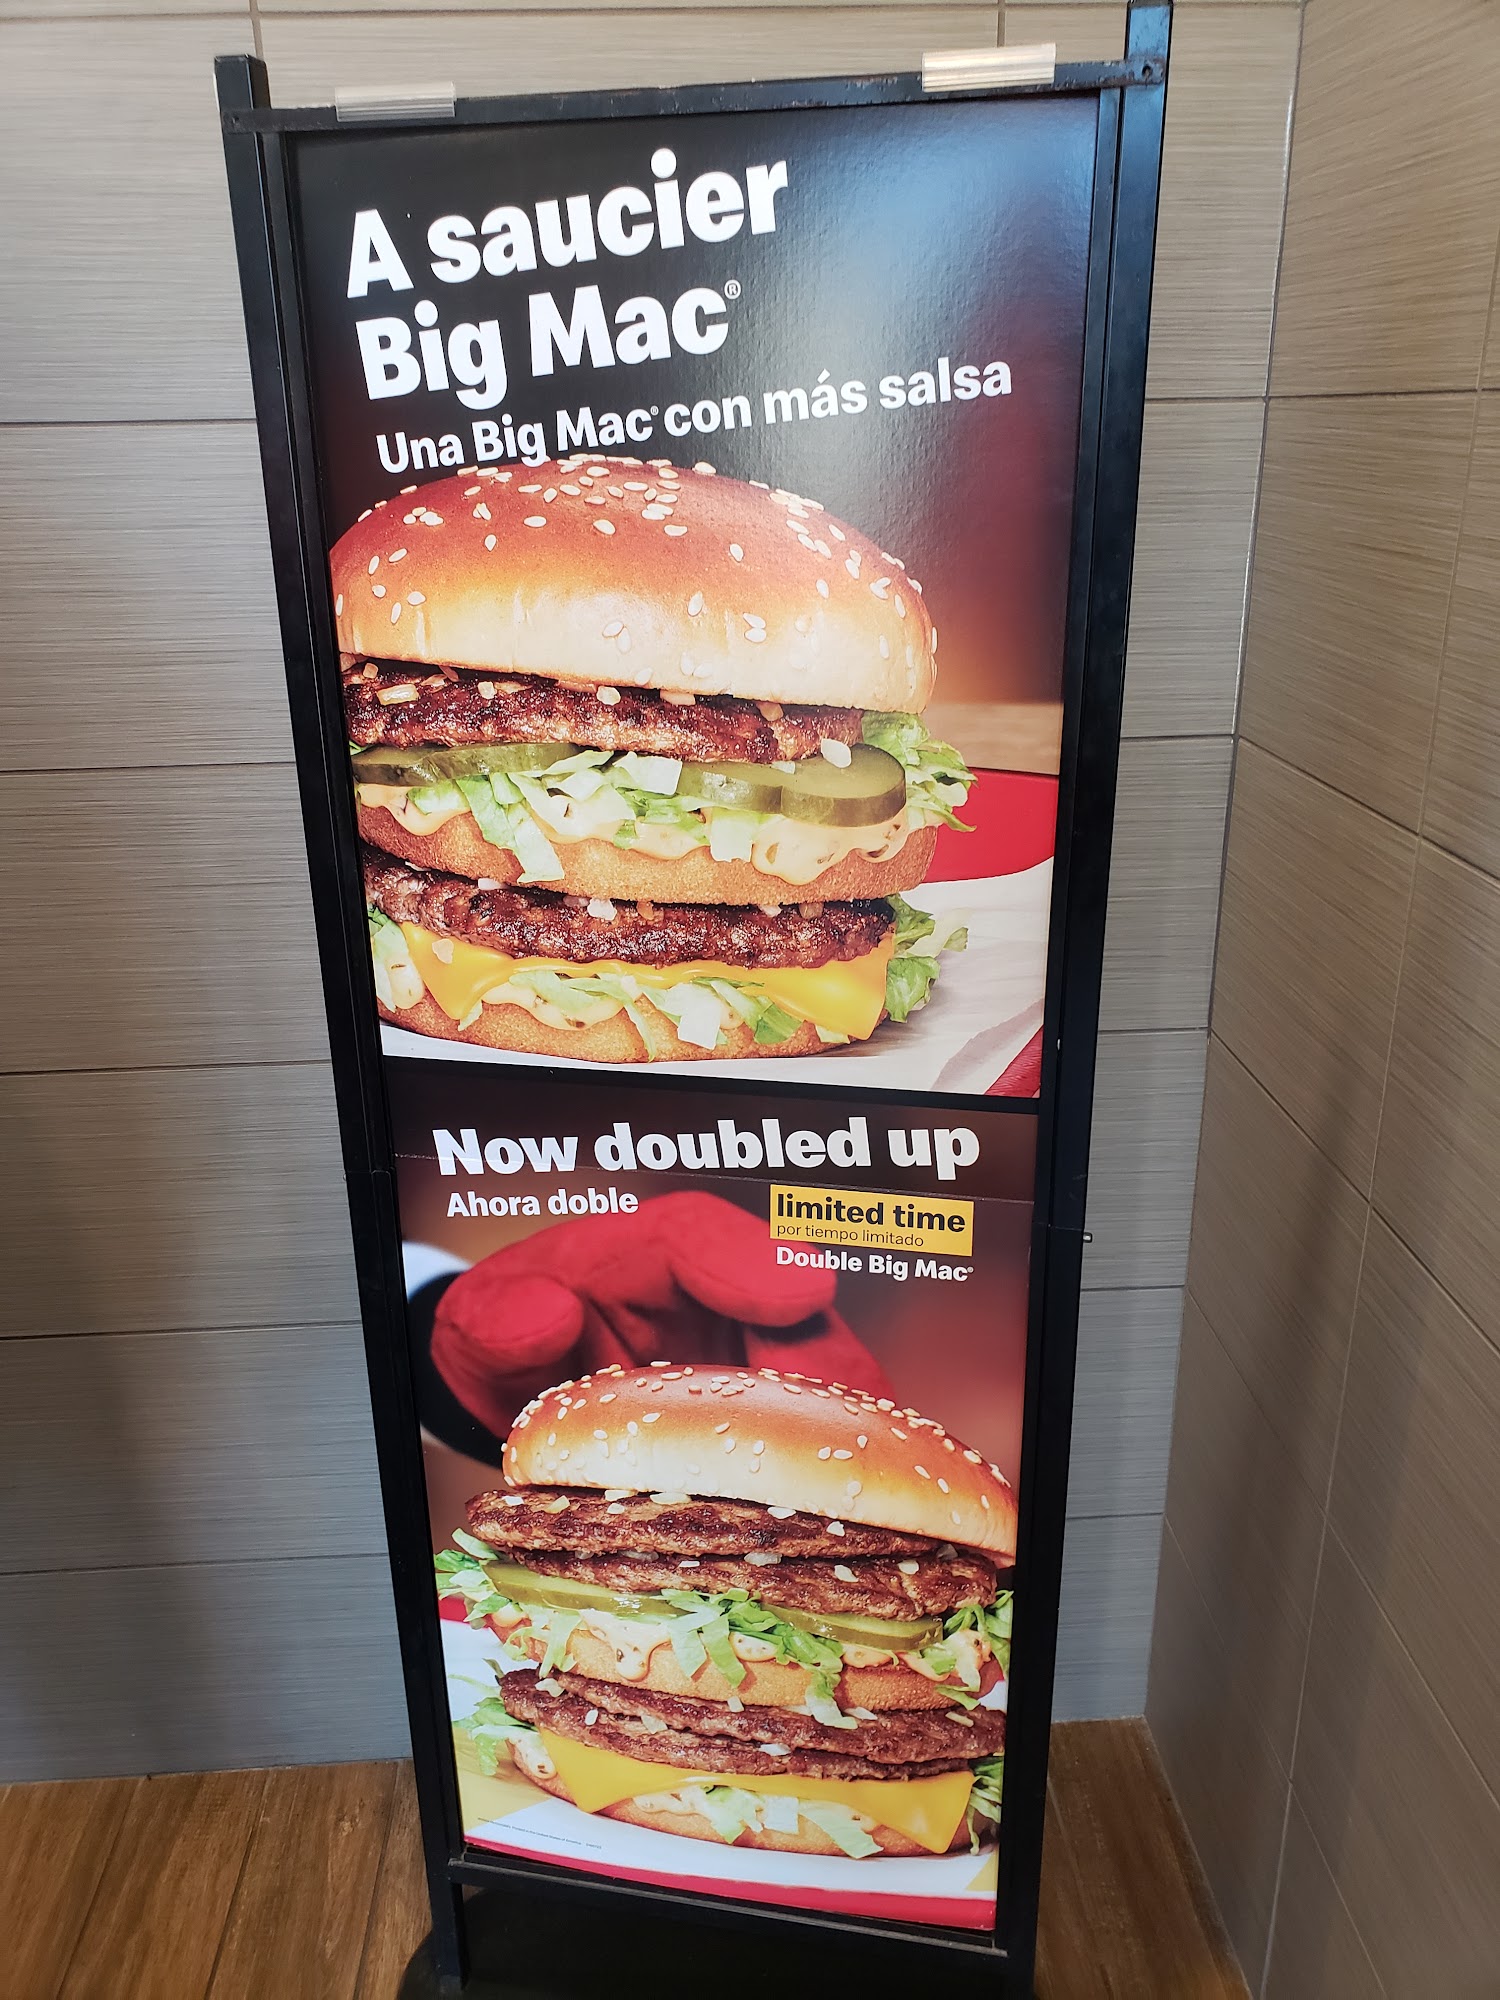 A saucier
Big Mac®
Una Big Mac® con más salsa
Now doubled up
Ahora doble
limited time
por tiempo limitado
Double Big Mac®